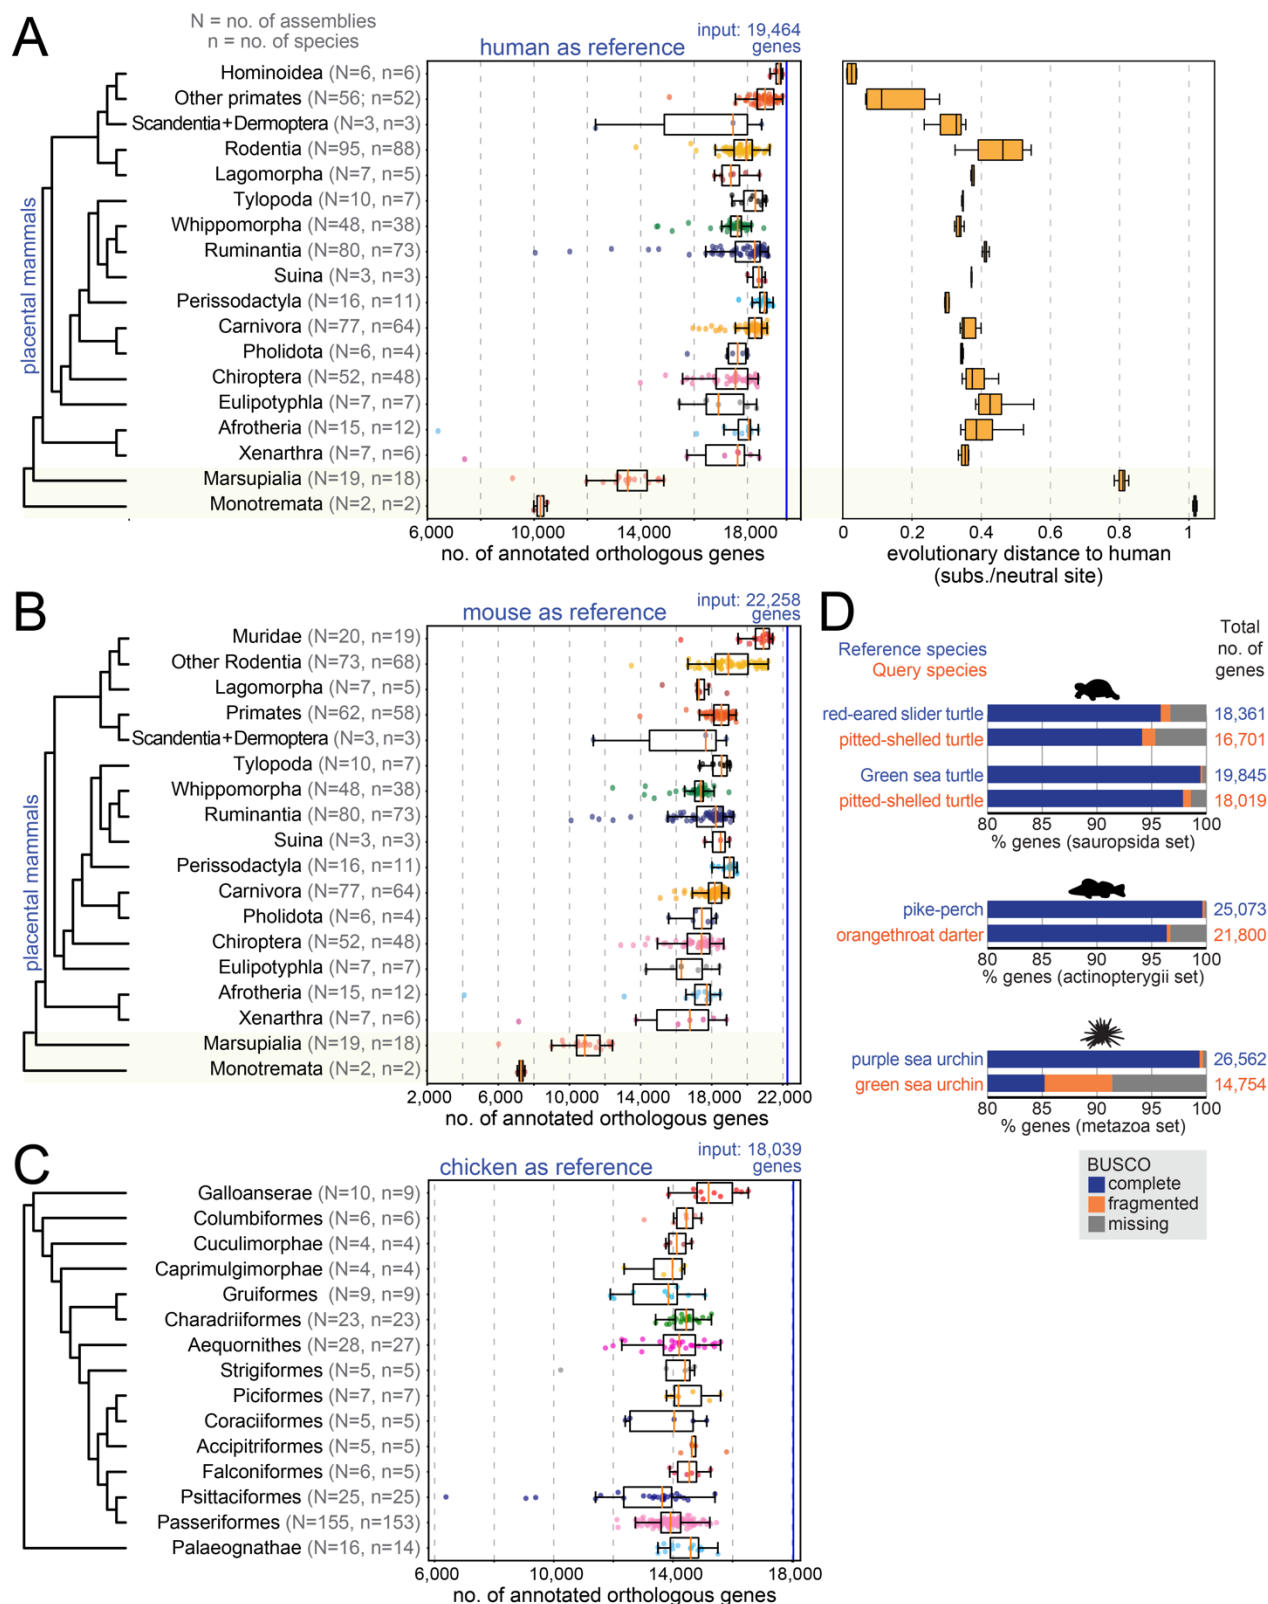 A
N = no. of assemblies
n = no. of species
human as reference
input: 19,464
genes
placental mammals
Hominoidea (N=6, n=6)
Other primates (N=56; n=52)
Scandentia+Dermoptera (N=3, n=3)
Rodentia (N=95, n=88)
Lagomorpha (N=7, n=5)
Tylopoda (N=10, n=7)
Whippomorpha (N=48, n=38)
Ruminantia (N=80, n=73)
Suina (N=3, n=3)
Perissodactyla (N=16, n=11)
Carnivora (N=77, n=64)
Pholidota (N=6, n=4)
Chiroptera (N=52, n=48)
Eulipotyphla (N=7, n=7)
Afrotheria (N=15, n=12)
Xenarthra (N=7, n=6)
Marsupialia (N=19, n=18)
Monotremata (N=2, n=2)
6,000 10,000 14,000 18,000
no. of annotated orthologous genes
0 0.2 0.4 0.6 0.8 1
evolutionary distance to human
(subs./neutral site)
B
mouse as reference
input: 22,258
genes
placental mammals
Muridae (N=20, n=19)
Other Rodentia (N=73, n=68)
Lagomorpha (N=7, n=5)
Primates (N=62, n=58)
Scandentia+Dermoptera (N=3, n=3)
Tylopoda (N=10, n=7)
Whippomorpha (N=48, n=38)
Ruminantia (N=80, n=73)
Suina (N=3, n=3)
Perissodactyla (N=16, n=11)
Carnivora (N=77, n=64)
Pholidota (N=6, n=4)
Chiroptera (N=52, n=48)
Eulipotyphla (N=7, n=7)
Afrotheria (N=15, n=12)
Xenarthra (N=7, n=6)
Marsupialia (N=19, n=18)
Monotremata (N=2, n=2)
2,000 6,000 10,000 14,000 18,000 22,000
no. of annotated orthologous genes
C
chicken as reference
input: 18,039
genes
Galloanserae (N=10, n=9)
Columbiformes (N=6, n=6)
Cuculimorphae (N=4, n=4)
Caprimulgimorphae (N=4, n=4)
Gruiformes (N=9, n=9)
Charadriiformes (N=23, n=23)
Aequornithes (N=28, n=27)
Strigiformes (N=5, n=5)
Piciformes (N=7, n=7)
Coraciiformes (N=5, n=5)
Accipitriformes (N=5, n=5)
Falconiformes (N=6, n=5)
Psittaciformes (N=25, n=25)
Passeriformes (N=155, n=153)
Palaeognathae (N=16, n=14)
6,000 10,000 14,000 18,000
no. of annotated orthologous genes
D
Reference species
Query species
Total
no. of
genes
red-eared slider turtle 18,361
pitted-shelled turtle 16,701
Green sea turtle 19,845
pitted-shelled turtle 18,019
80 85 90 95 100
% genes (sauropsida set)
pike-perch 25,073
orangethroat darter 21,800
80 85 90 95 100
% genes (actinopterygii set)
purple sea urchin 26,562
green sea urchin 14,754
80 85 90 95 100
% genes (metazoa set)
BUSCO
complete
fragmented
missing